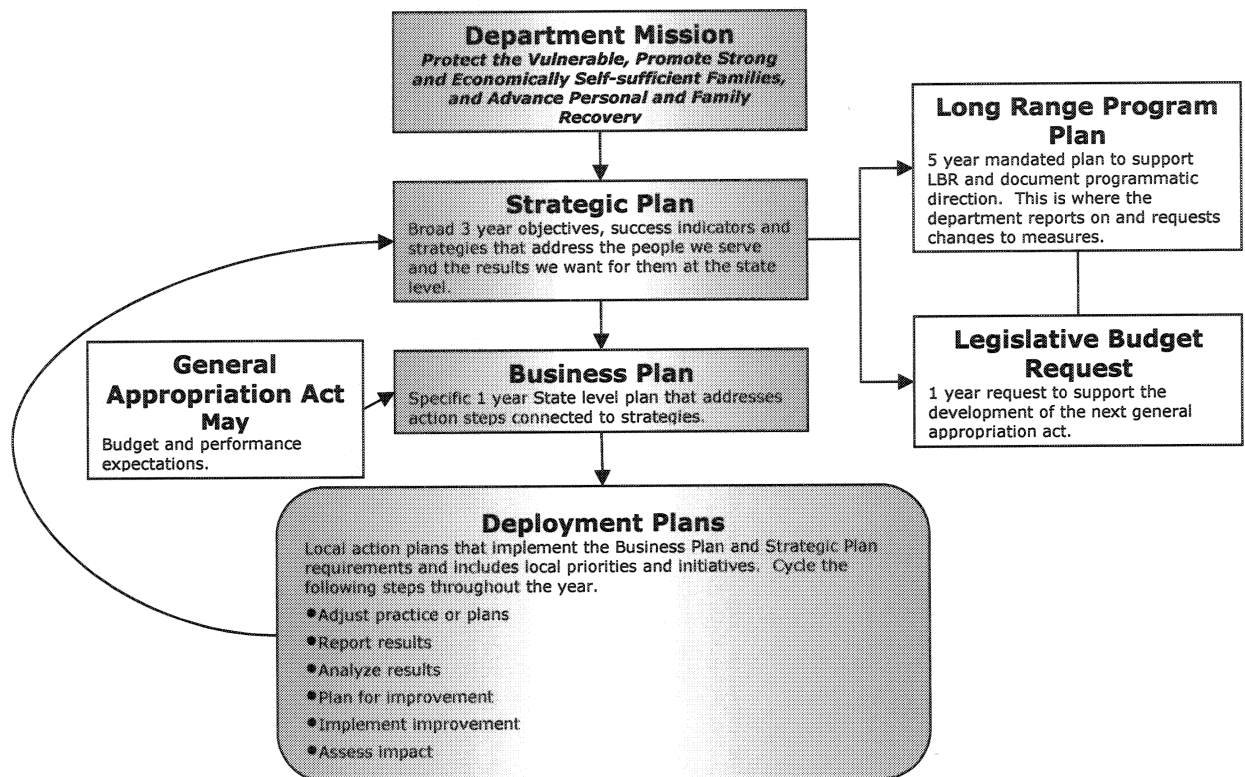 Department Mission
Protect the Vulnerable, Promote Strong
and Economically Self-sufficient Families,
and Advance Personal and Family
Recovery
Long Range Program
Plan
5 year mandated plan to support
LBR and document programmatic
direction.  This is where the
department reports on and requests
changes to measures.
Strategic Plan
Broad 3 year objectives, success indicators and
strategies that address the people we serve
and the results we want for them at the state
level.
General
Appropriation Act
May
Budget and performance
expectations.
Business Plan
Specific 1 year State level plan that addresses
action steps connected to strategies.
Legislative Budget
Request
1 year request to support the
development of the next general
appropriation act.
Deployment Plans
Local action plans that implement the Business Plan and Strategic Plan
requirements and includes local priorities and initiatives.  Cycle the
following steps throughout the year.
•Adjust practice or plans
•Report results
•Analyze results
•Plan for improvement
•Implement improvement
•Assess impact